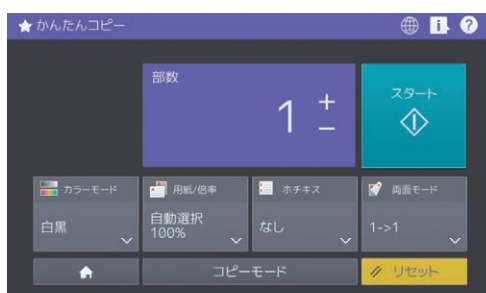 かんたんコピー
部数
1
スタート
カラーモード
白黒
用紙/倍率
自動選択
100%
ホチキス
なし
両面モード
1->1
コピーモード
リセット